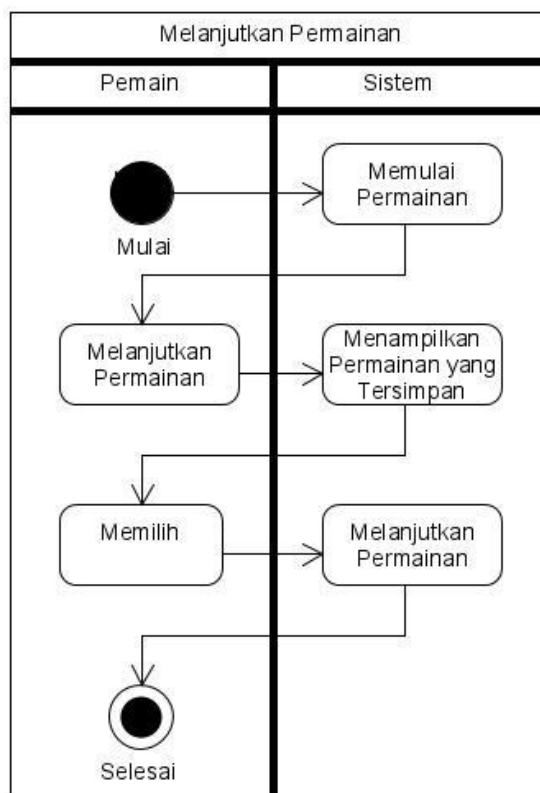 Melanjutkan Permainan
Pemain
Sistem
Mulai
Memulai
Permainan
Melanjutkan
Permainan
Menampilkan
Permainan yang
Tersimpan
Memilih
Melanjutkan
Permainan
Selesai